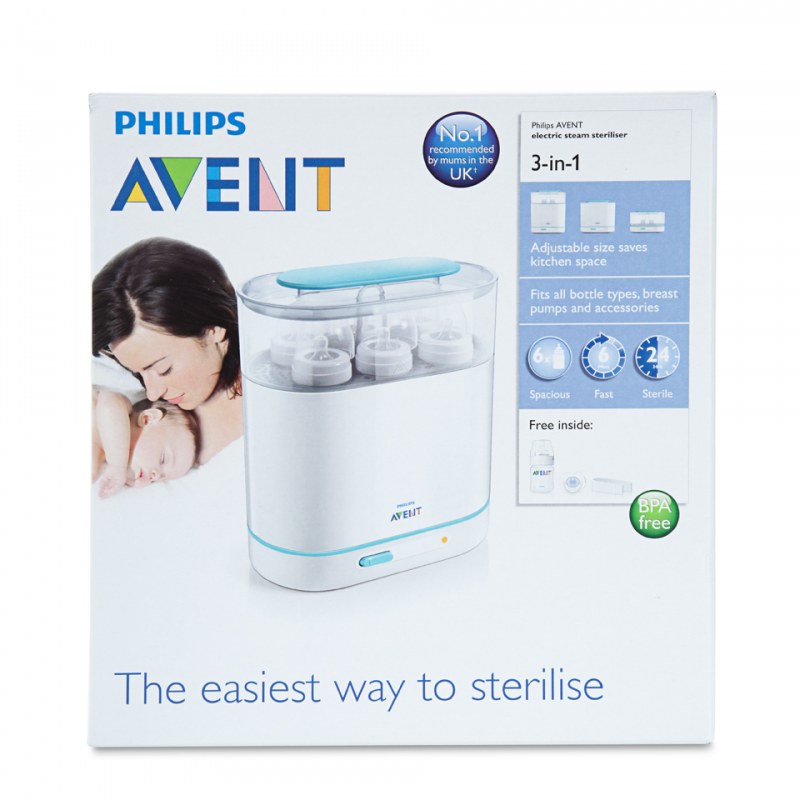 PHILIPS
AVENT
No.1
recommended
by mums in the
UK†
Philips AVENT
electric steam steriliser
3-in-1
Adjustable size saves
kitchen space
Fits all bottle types, breast
pumps and accessories
6
6
24
Spacious
Fast
Sterile
Free inside:
AVENT
BPA
free
PHILIPS
AVENT
The easiest way to sterilise